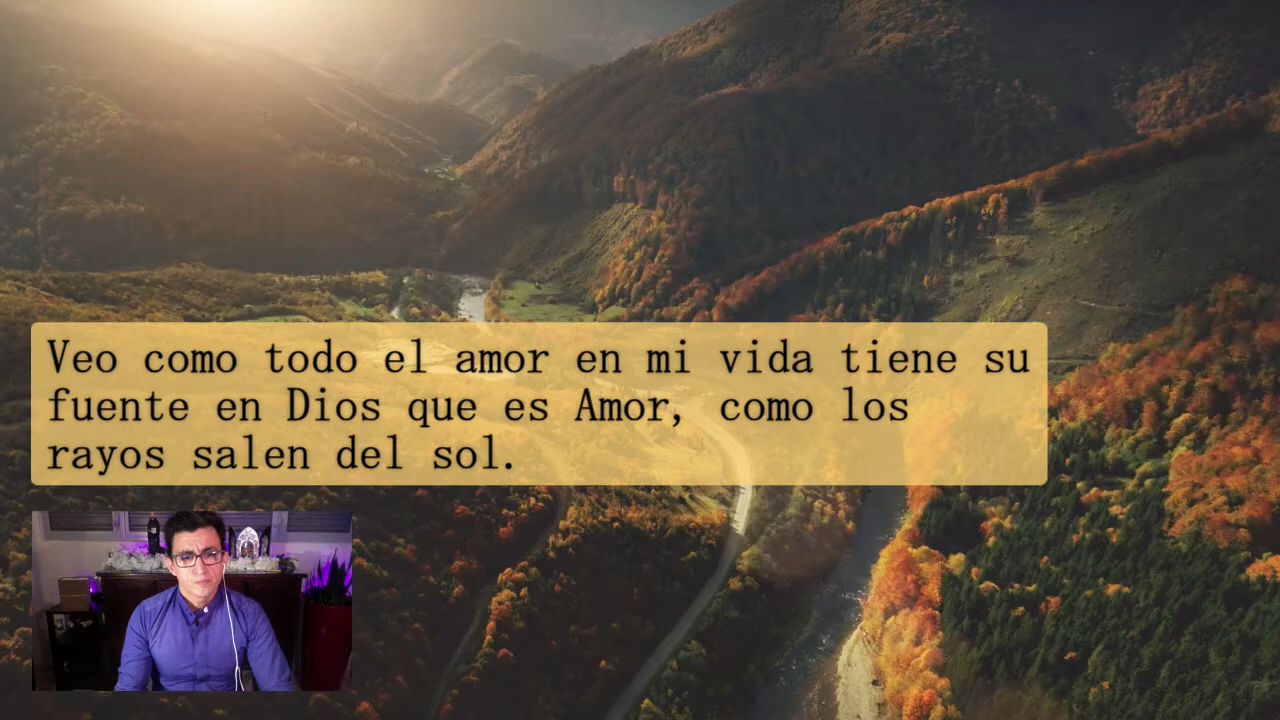 Veo como todo el amor en mi vida tiene su
fuente en Dios que es Amor, como los
rayos salen del sol.